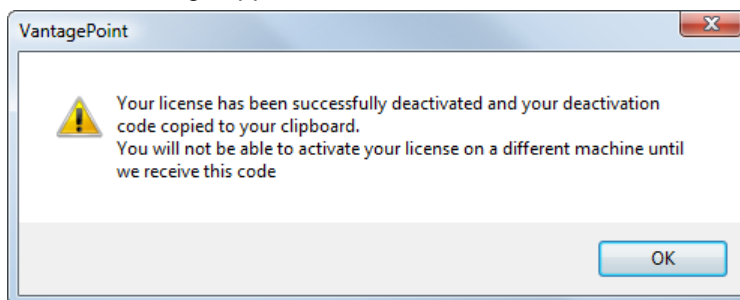 VantagePoint
Your license has been successfully deactivated and your deactivation
code copied to your clipboard.
You will not be able to activate your license on a different machine until
we receive this code
OK